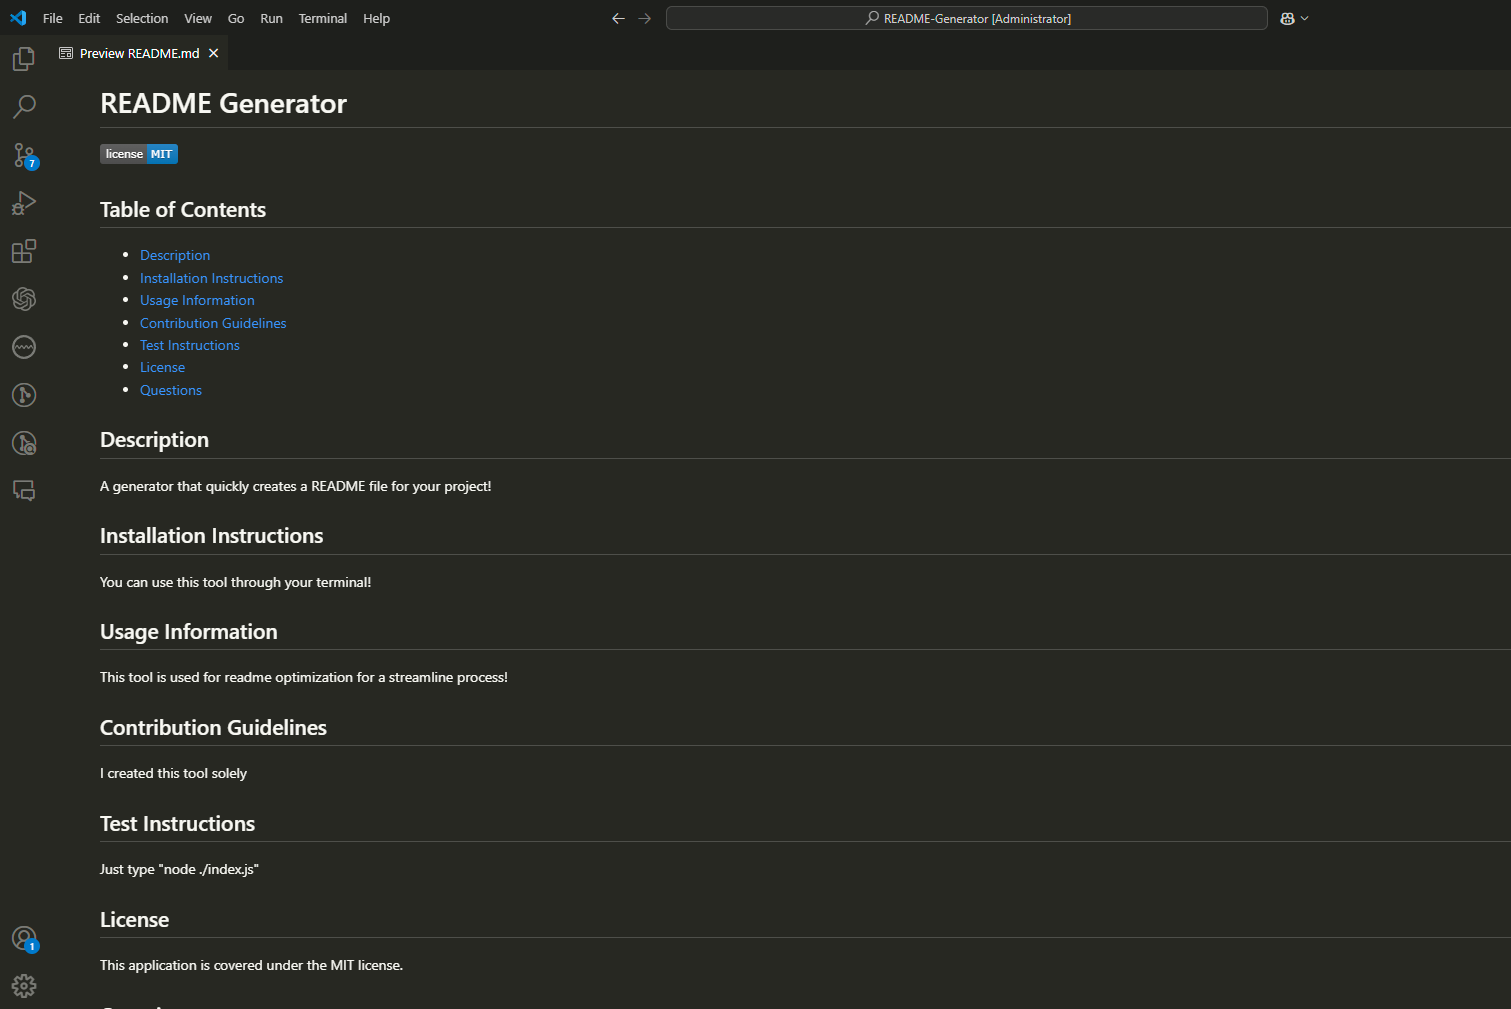 File Edit Selection View Go Run Terminal Help
README-Generator [Administrator]
Preview README.md
README Generator
license MIT
7
Table of Contents
Description
Installation Instructions
Usage Information
Contribution Guidelines
Test Instructions
License
Questions
Description
A generator that quickly creates a README file for your project!
Installation Instructions
You can use this tool through your terminal!
Usage Information
This tool is used for readme optimization for a streamline process!
Contribution Guidelines
I created this tool solely
Test Instructions
Just type "node ./index.js"
License
1
This application is covered under the MIT license.